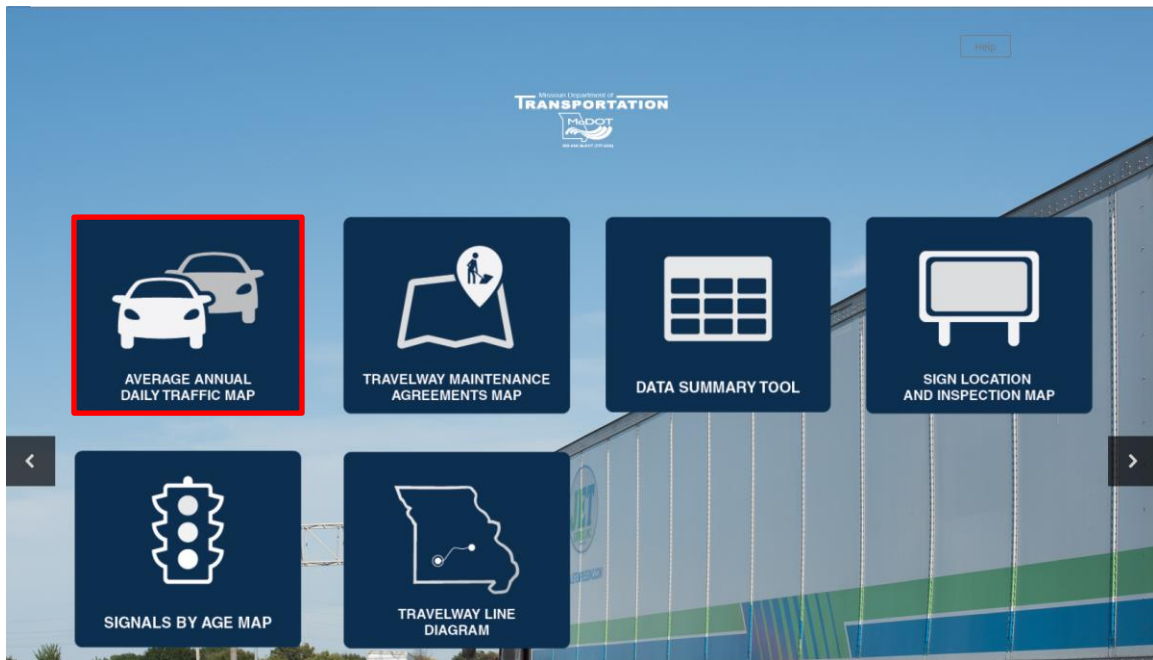 Help
Missouri Department of
TRANSPORTATION
MoDOT
AVERAGE ANNUAL
DAILY TRAFFIC MAP
TRAVELWAY MAINTENANCE
AGREEMENTS MAP
DATA SUMMARY TOOL
SIGN LOCATION
AND INSPECTION MAP
SIGNALS BY AGE MAP
TRAVELWAY LINE
DIAGRAM